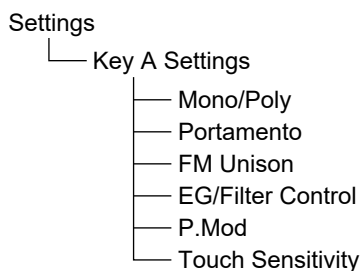 Settings
Key A Settings
Mono/Poly
Portamento
FM Unison
EG/Filter Control
P.Mod
Touch Sensitivity